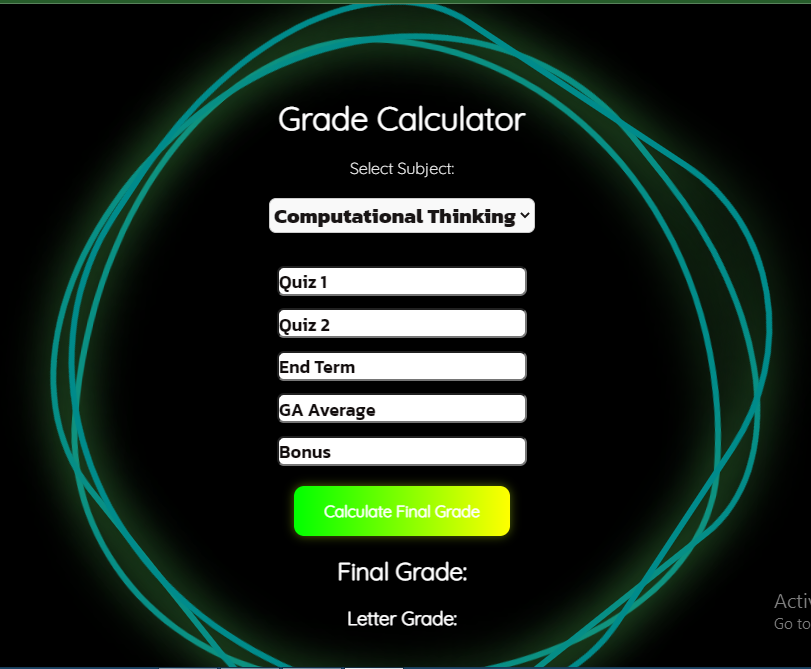 Grade Calculator
Select Subject:
Computational Thinking
Quiz 1
Quiz 2
End Term
GA Average
Bonus
Calculate Final Grade
Final Grade:
Letter Grade:
Go to